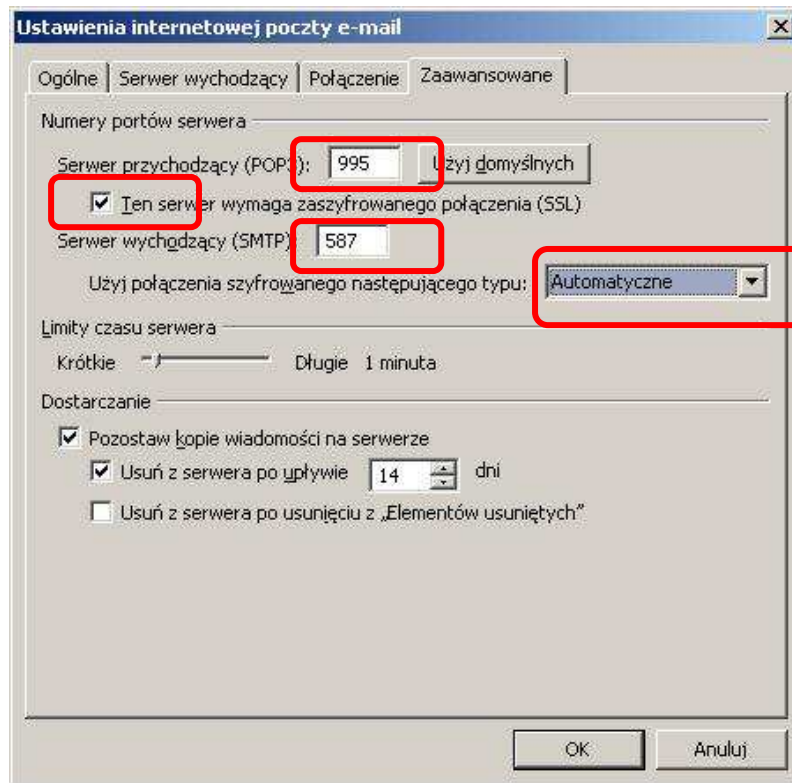 Ustawienia internetowej poczty e-mail
Ogólne Serwer wychodzący Połączenie Zaawansowane
Numery portów serwera
Serwer przychodzący (POP3): 995 Użyj domyślnych
Ten serwer wymaga zaszyfrowanego połączenia (SSL)
Serwer wychodzący (SMTP): 587
Użyj połączenia szyfrowanego następującego typu: Automatyczne
Limity czasu serwera
Krótkie Długie 1 minuta
Dostarczanie
Pozostaw kopie wiadomości na serwerze
Usuń z serwera po upływie 14 dni
Usuń z serwera po usunięciu z „Elementów usuniętych”
OK Anuluj